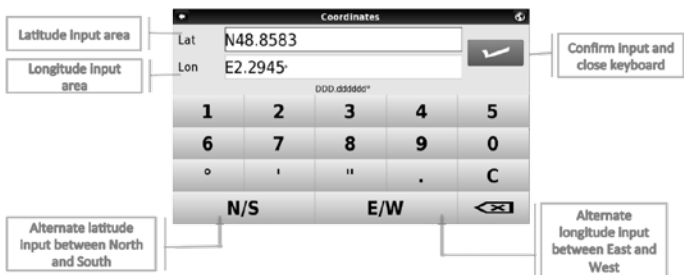 Coordinates
Latitude input area
Lat N48.8583
Longitude input
area
Lon E2.2945°
Confirm input and
close keyboard
DDD.dddddd°
1 2 3 4 5
6 7 8 9 0
° ' " . C
N/S E/W
Alternate latitude
input between North
and South
Alternate
longitude input
between East and
West